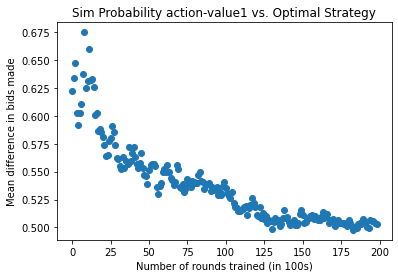 Sim Probability action-value1 vs. Optimal Strategy
Mean difference in bids made
0.675
0.650
0.625
0.600
0.575
0.550
0.525
0.500
0 25 50 75 100 125 150 175 200
Number of rounds trained (in 100s)